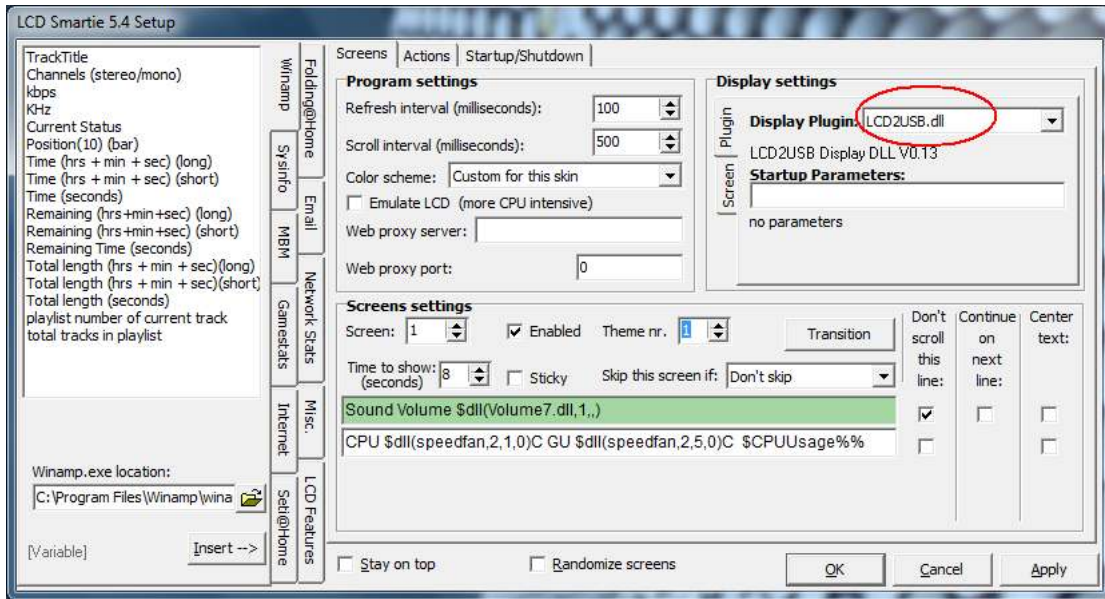 LCD Smartie 5.4 Setup
TrackTitle
Channels (stereo/mono)
kbps
KHz
Current Status
Position(10) (bar)
Time (hrs + min + sec) (long)
Time (hrs + min + sec) (short)
Time (seconds)
Remaining (hrs+min+sec) (long)
Remaining (hrs+min+sec) (short)
Remaining Time (seconds)
Total length (hrs + min + sec)(long)
Total length (hrs + min + sec)(short)
Total length (seconds)
playlist number of current track
total tracks in playlist
Winamp.exe location:
C:\Program Files\Winamp\wina
[Variable]
Insert -->
Winamp
Sysinfo
MBM
Gamestats
Internet
Seti@Home
Folding@Home
Email
Network Stats
Misc.
LCD Features
Screens
Actions
Startup/Shutdown
Program settings
Refresh interval (milliseconds): 100
Scroll interval (milliseconds): 500
Color scheme: Custom for this skin
Emulate LCD (more CPU intensive)
Web proxy server:
Web proxy port: 0
Display settings
Plugin
Screen
Display Plugin: LCD2USB.dll
LCD2USB Display DLL V0.13
Startup Parameters:
no parameters
Screens settings
Screen: 1 Enabled Theme nr. 1 Transition
Time to show: 8 Sticky Skip this screen if: Don't skip
(seconds)
Don't scroll this line:
Continue on next line:
Center text:
Sound Volume $dll(Volume7.dll,1,,)
CPU $dll(speedfan,2,1,0)C GU $dll(speedfan,2,5,0)C $CPUUsage%%
Stay on top
Randomize screens
OK
Cancel
Apply